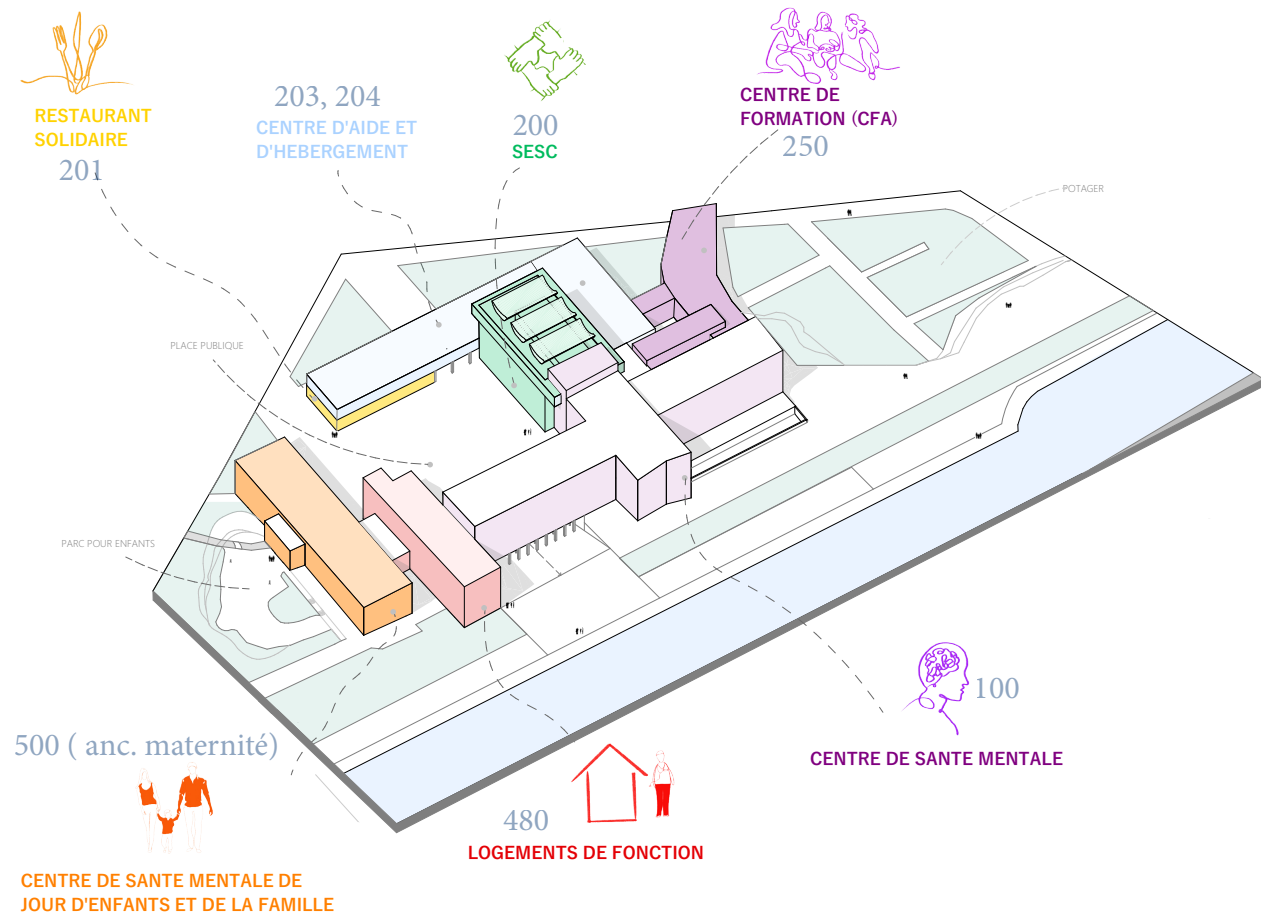 RESTAURANT
SOLIDAIRE
201
203, 204
CENTRE D'AIDE ET
D'HEBERGEMENT
200
SESC
CENTRE DE
FORMATION (CFA)
250
POTAGER
PLACE PUBLIQUE
PARC POUR ENFANTS
100
CENTRE DE SANTE MENTALE
500 ( anc. maternité)
CENTRE DE SANTE MENTALE DE
JOUR D'ENFANTS ET DE LA FAMILLE
480
LOGEMENTS DE FONCTION